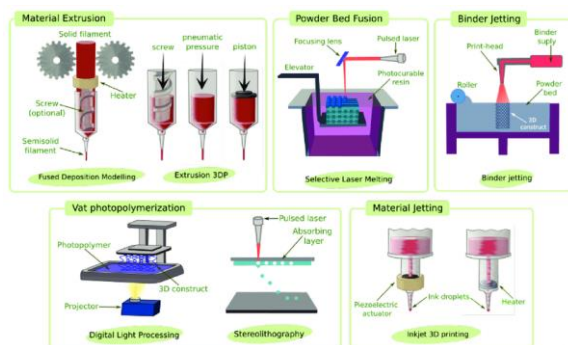 Material Extrusion
Solid filament
Heater
Screw
(optional)
Semisolid
filament
Fused Deposition Modelling
screw
pneumatic
pressure
piston
Extrusion 3DP
Powder Bed Fusion
Focusing lens
Pulsed laser
Elevator
Photocurable
resin
Selective Laser Melting
Binder Jetting
Binder
suply
Print-head
Roller
Powder
bed
3D
construct
Binder jetting
Vat photopolymerization
Photopolymer
3D construct
Projector
Digital Light Processing
Pulsed laser
Absorbing
layer
Stereolithography
Material Jetting
Piezoelectric
actuator
Ink droplets
Heater
Inkjet 3D printing